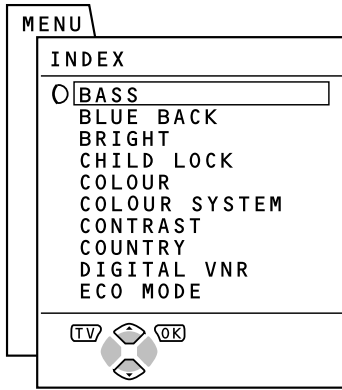 MENU
INDEX
BASS
BLUE BACK
BRIGHT
CHILD LOCK
COLOUR
COLOUR SYSTEM
CONTRAST
COUNTRY
DIGITAL VNR
ECO MODE
TV OK